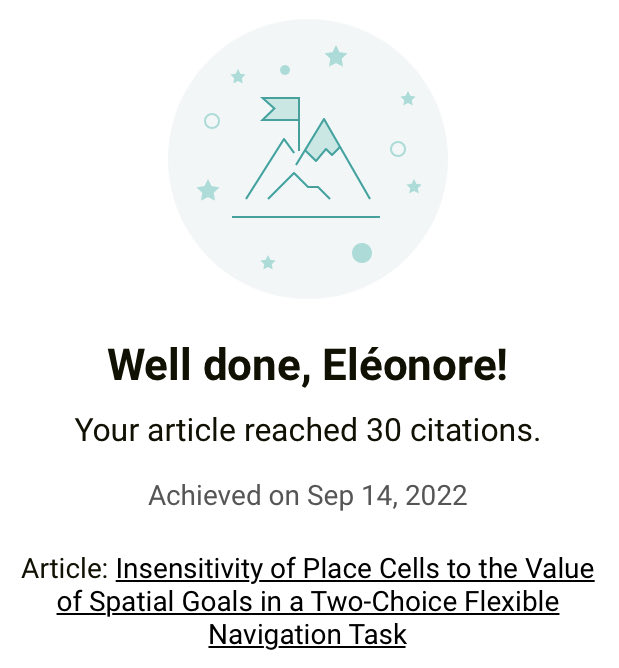 Well done, Eléonore!
Your article reached 30 citations.
Achieved on Sep 14, 2022
Article: Insensitivity of Place Cells to the Value
of Spatial Goals in a Two-Choice Flexible
Navigation Task